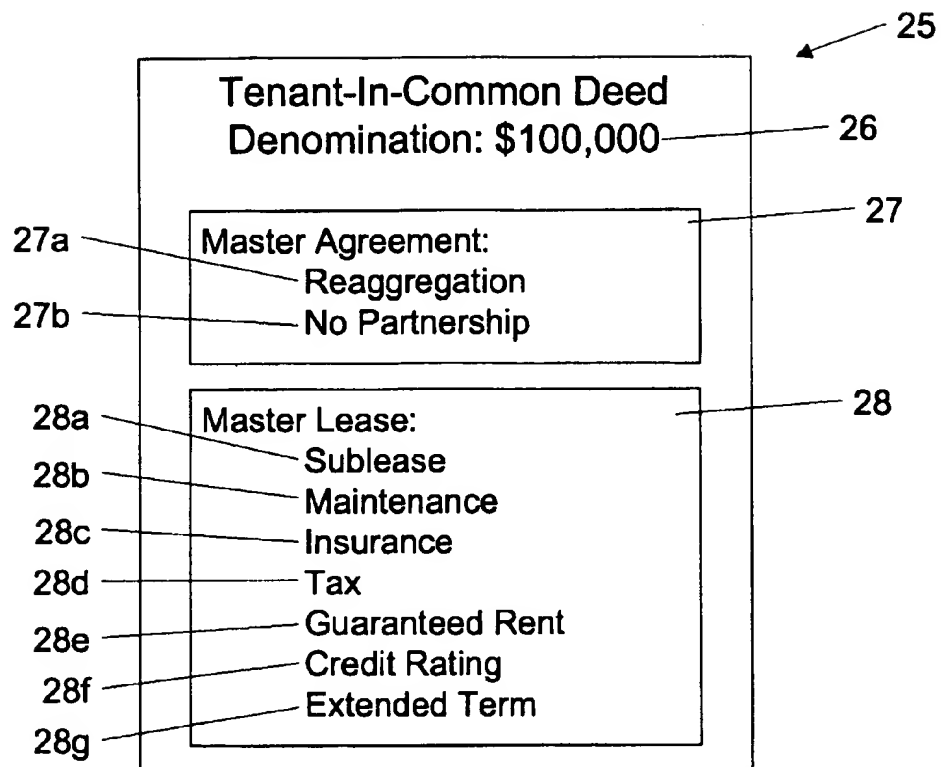 25
Tenant-In-Common Deed
Denomination: $100,000
26
27
27a
Master Agreement:
Reaggregation
27b
No Partnership
28
28a
Master Lease:
Sublease
28b
Maintenance
28c
Insurance
28d
Tax
28e
Guaranteed Rent
28f
Credit Rating
28g
Extended Term